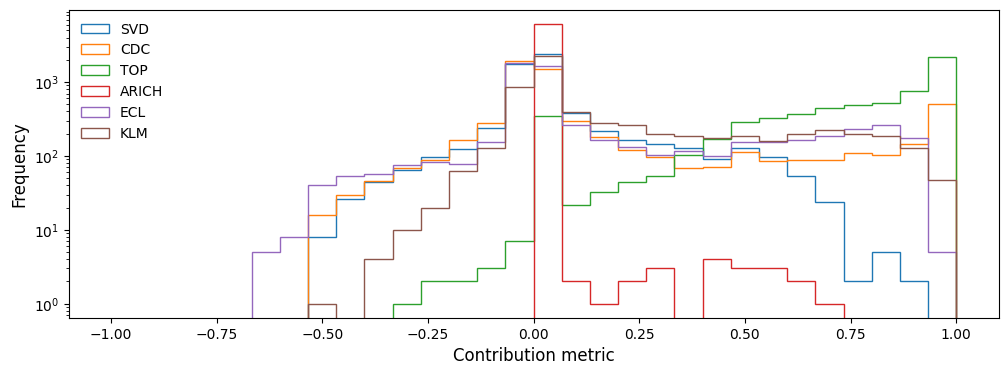 SVD
CDC
TOP
ARICH
ECL
KLM
Frequency
10³
10²
10¹
10⁰
−1.00 −0.75 −0.50 −0.25 0.00 0.25 0.50 0.75 1.00
Contribution metric